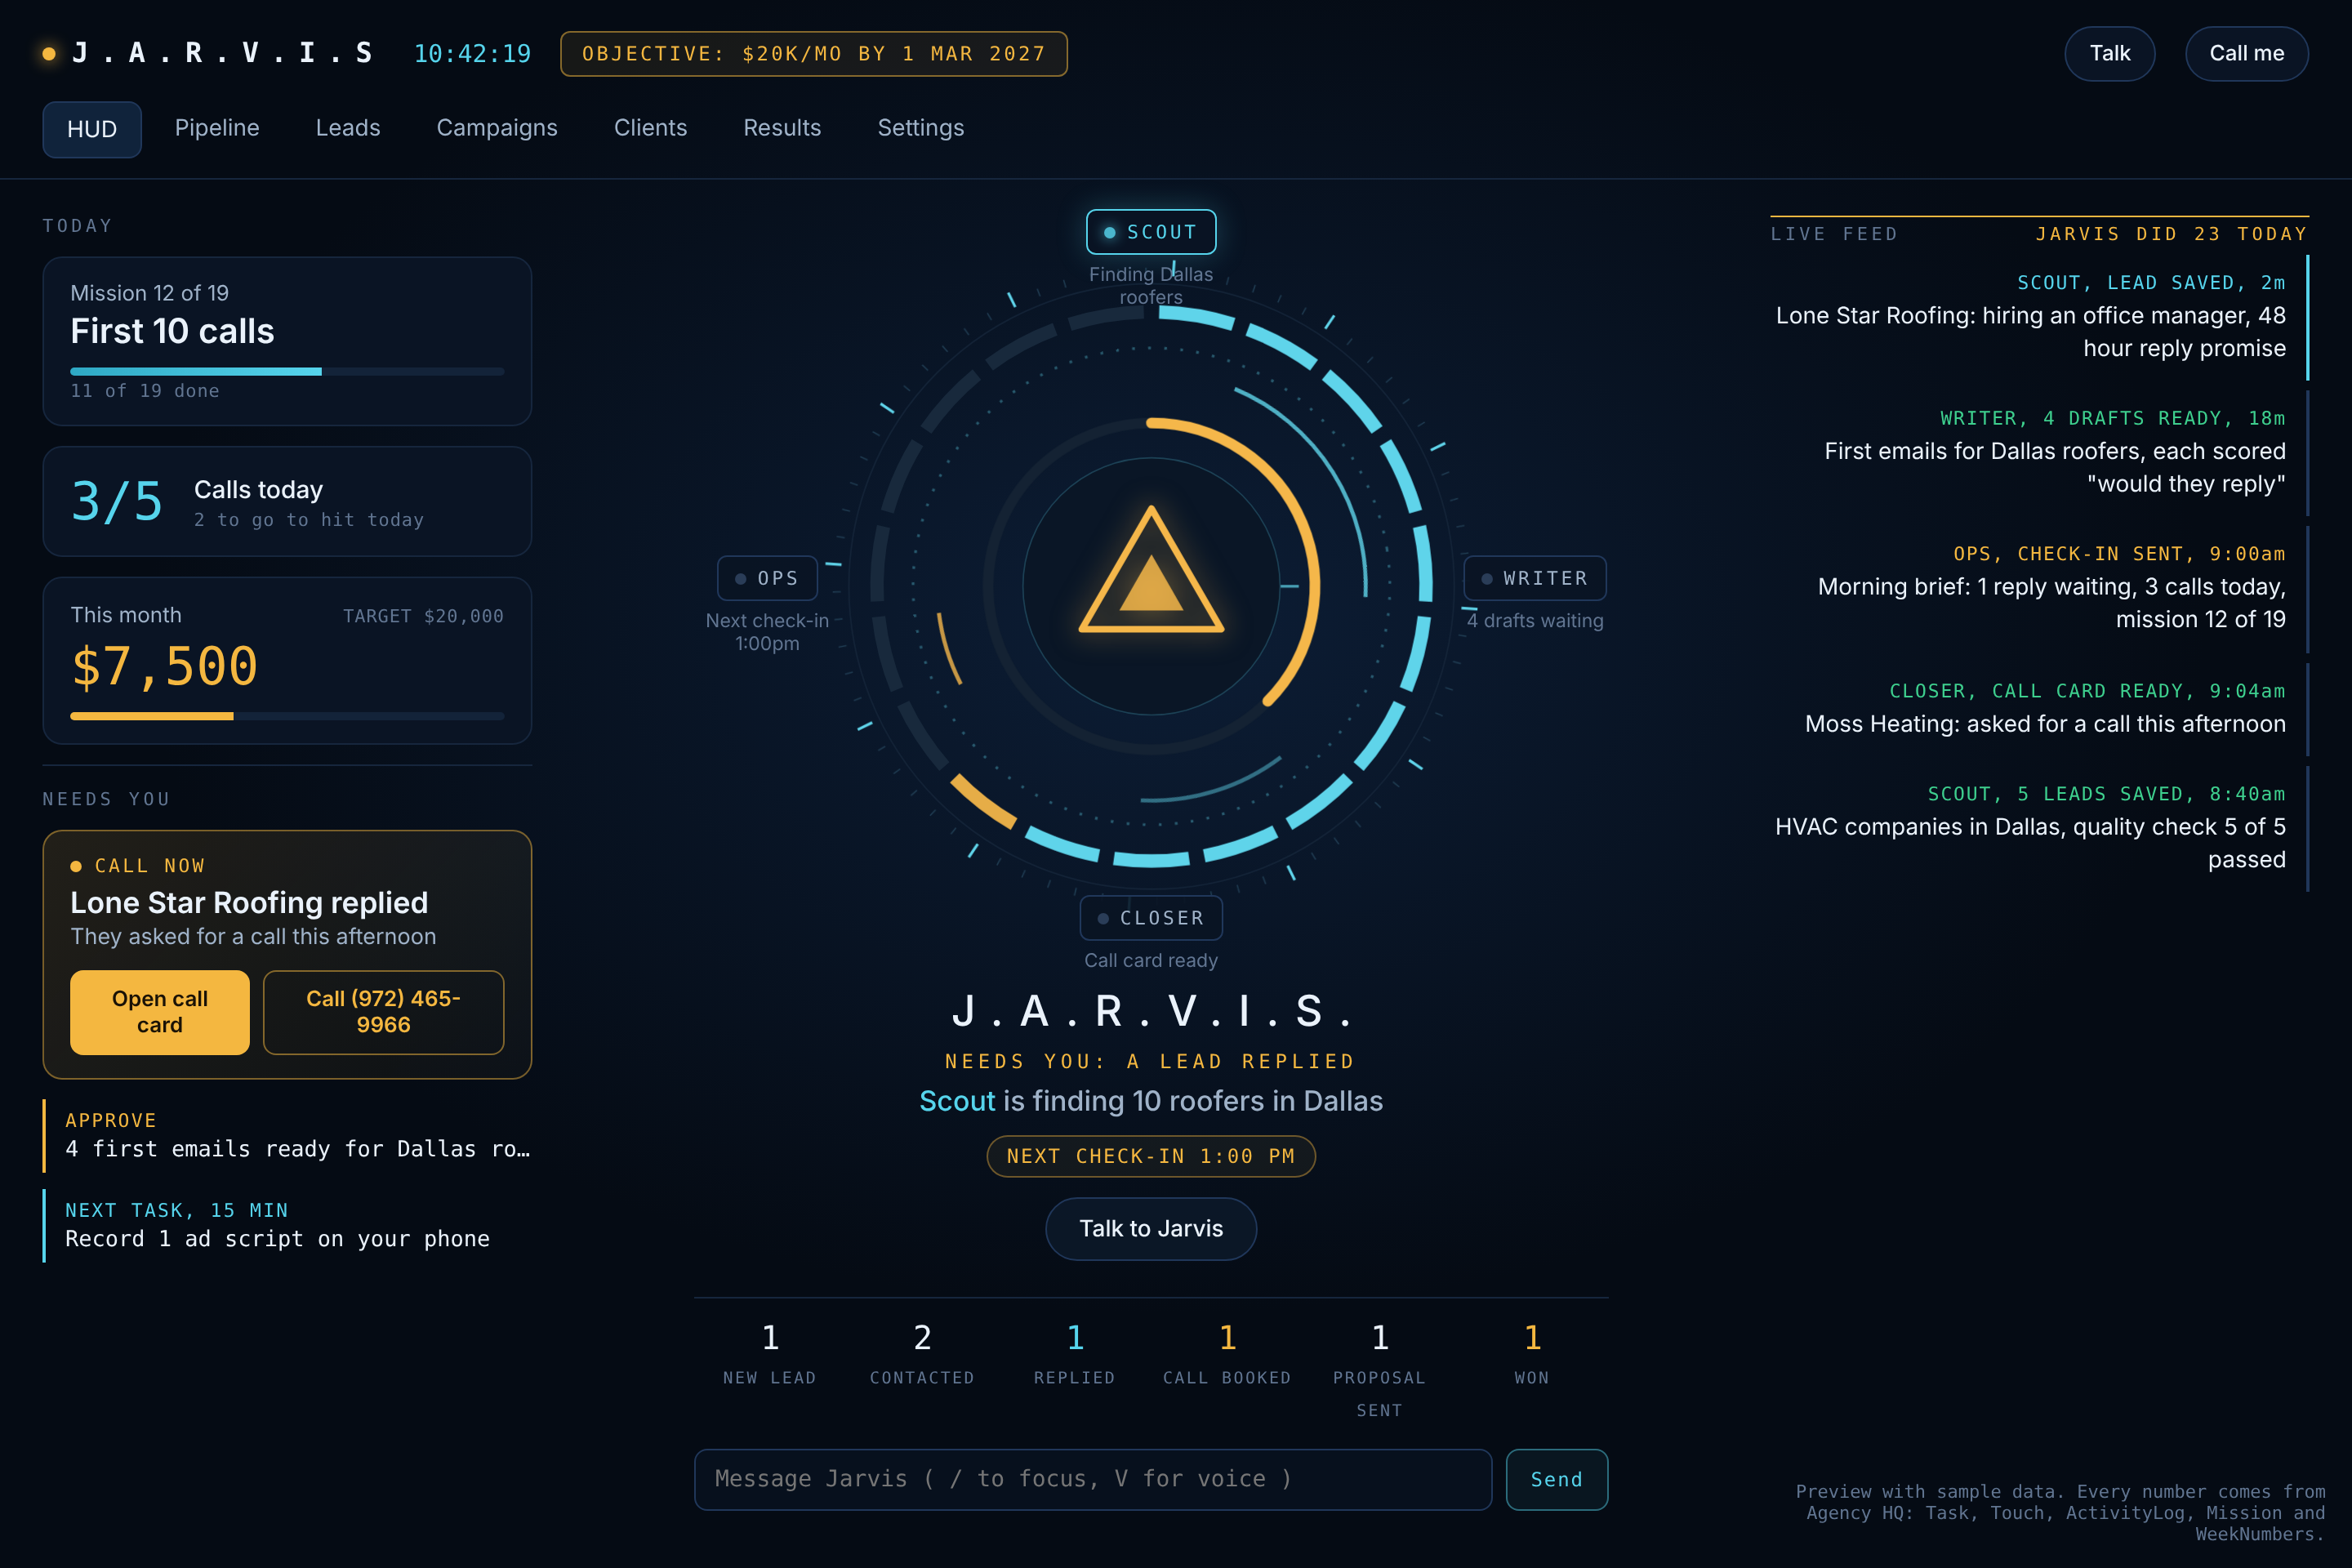 J.A.R.V.I.S
10:42:19
OBJECTIVE: $20K/MO BY 1 MAR 2027
Talk
Call me
HUD
Pipeline
Leads
Campaigns
Clients
Results
Settings
TODAY
Mission 12 of 19
First 10 calls
11 of 19 done
3/5
Calls today
2 to go to hit today
This month
TARGET $20,000
$7,500
NEEDS YOU
CALL NOW
Lone Star Roofing replied
They asked for a call this afternoon
Open call
card
Call (972) 465-
9966
APPROVE
4 first emails ready for Dallas ro…
NEXT TASK, 15 MIN
Record 1 ad script on your phone
SCOUT
Finding Dallas
roofers
OPS
Next check-in
1:00pm
WRITER
4 drafts waiting
CLOSER
Call card ready
J.A.R.V.I.S.
NEEDS YOU: A LEAD REPLIED
Scout is finding 10 roofers in Dallas
NEXT CHECK-IN 1:00 PM
Talk to Jarvis
1
NEW LEAD
2
CONTACTED
1
REPLIED
1
CALL BOOKED
1
PROPOSAL
SENT
1
WON
Message Jarvis ( / to focus, V for voice )
Send
LIVE FEED
JARVIS DID 23 TODAY
SCOUT, LEAD SAVED, 2m
Lone Star Roofing: hiring an office manager, 48
hour reply promise
WRITER, 4 DRAFTS READY, 18m
First emails for Dallas roofers, each scored
"would they reply"
OPS, CHECK-IN SENT, 9:00am
Morning brief: 1 reply waiting, 3 calls today,
mission 12 of 19
CLOSER, CALL CARD READY, 9:04am
Moss Heating: asked for a call this afternoon
SCOUT, 5 LEADS SAVED, 8:40am
HVAC companies in Dallas, quality check 5 of 5
passed
Preview with sample data. Every number comes from
Agency HQ: Task, Touch, ActivityLog, Mission and
WeekNumbers.